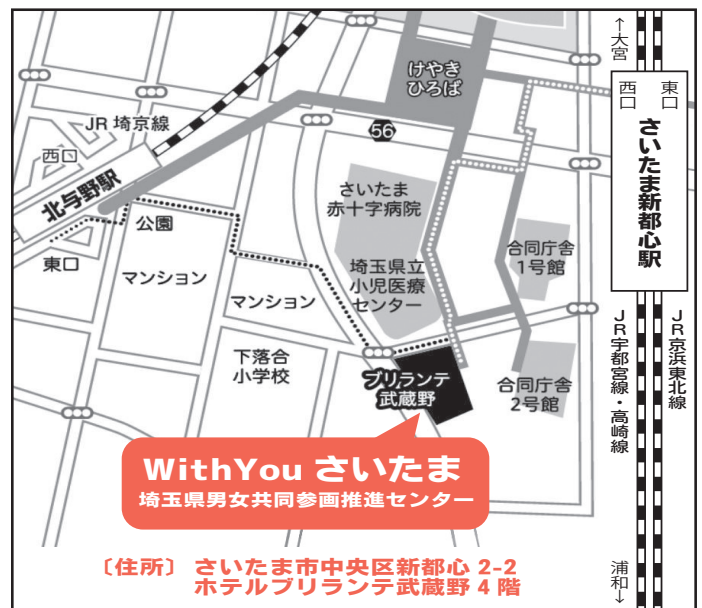 ↑大宮
けやき
ひろば
西口
東口
さいたま新都心駅
JR 埼京線
56
西口
北与野駅
さいたま
赤十字病院
公園
合同庁舎
1号館
東口
マンション
埼玉県立
小児医療
センター
マンション
下落合
小学校
ブリランテ
武蔵野
合同庁舎
2号館
JR宇都宮線・高崎線
JR京浜東北線
WithYou さいたま
埼玉県男女共同参画推進センター
〔住所〕 さいたま市中央区新都心 2-2
ホテルブリランテ武蔵野 4 階
浦和↓